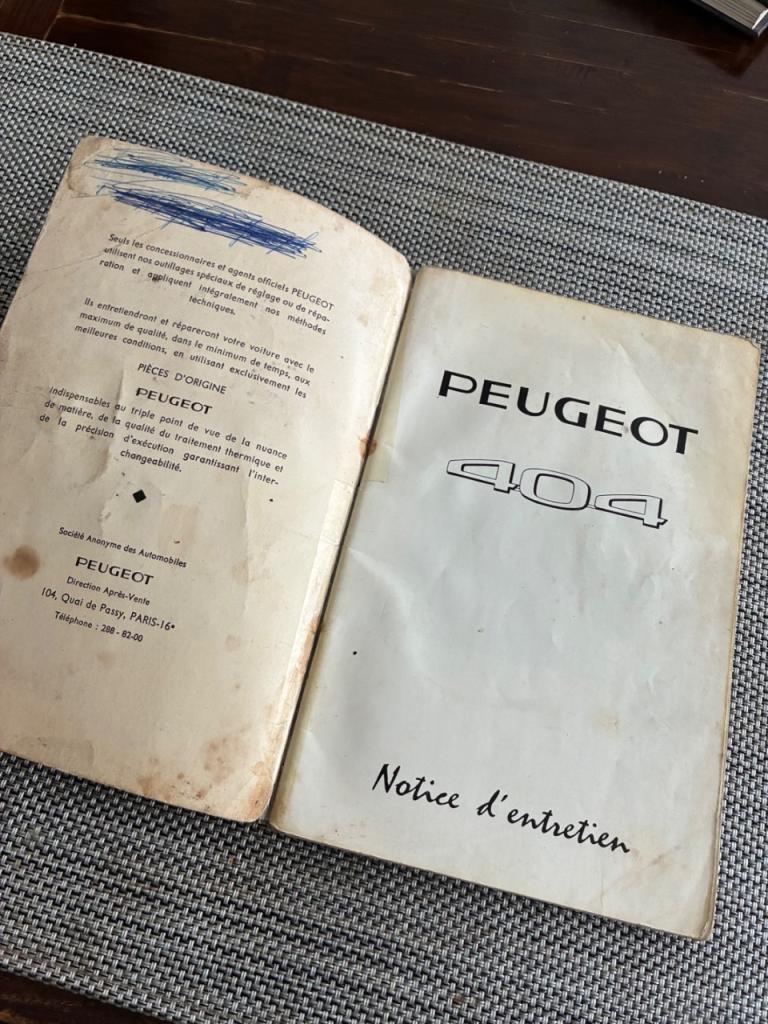 Seuls les concessionnaires et agents officiels PEUGEOT
utilisent nos outillages spéciaux de réglage ou de répa-
ration et appliquent intégralement nos méthodes
techniques.
Ils entretiendront et répareront votre voiture avec le
maximum de qualité, dans le minimum de temps, aux
meilleures conditions, en utilisant exclusivement les
PIÈCES D'ORIGINE
PEUGEOT
indispensables au triple point de vue de la nuance
de matière, de la qualité du traitement thermique et
de la précision d'exécution garantissant l'inter-
changeabilité.
Société Anonyme des Automobiles
PEUGEOT
Direction Après-Vente
104, Quai de Passy, PARIS-16e
Téléphone : 288-82-00
PEUGEOT
404
Notice d'entretien